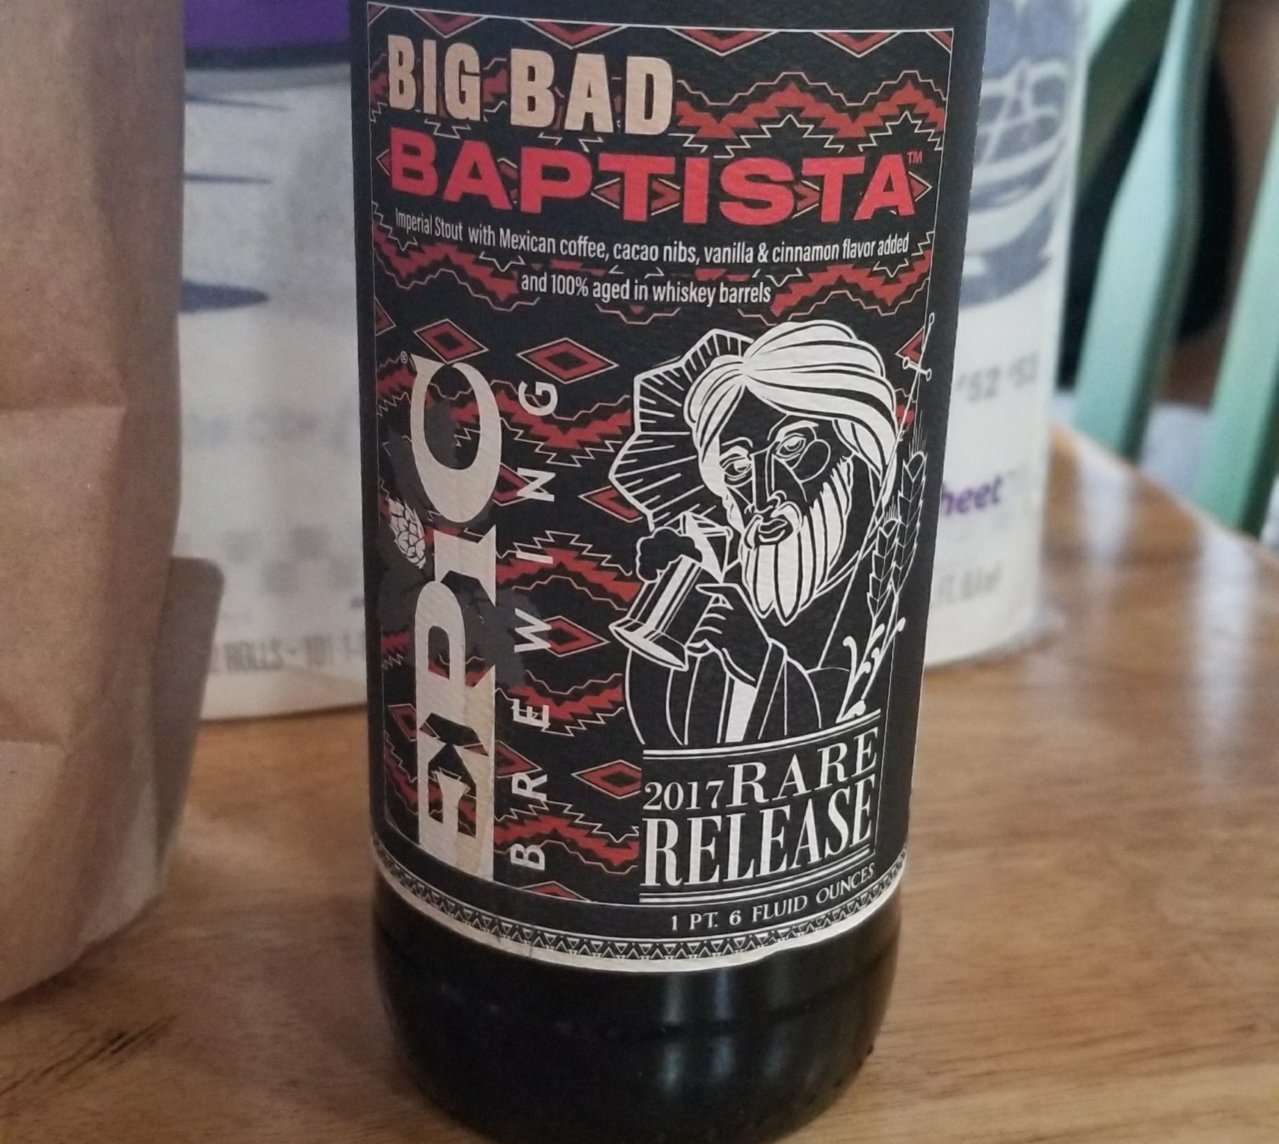 BIG BAD
BAPTISTA™
Imperial Stout with Mexican coffee, cacao nibs, vanilla & cinnamon flavor added
and 100% aged in whiskey barrels
EPIC®
BREWING
2017 RARE
RELEASE
1 PT. 6 FLUID OUNCES
heet